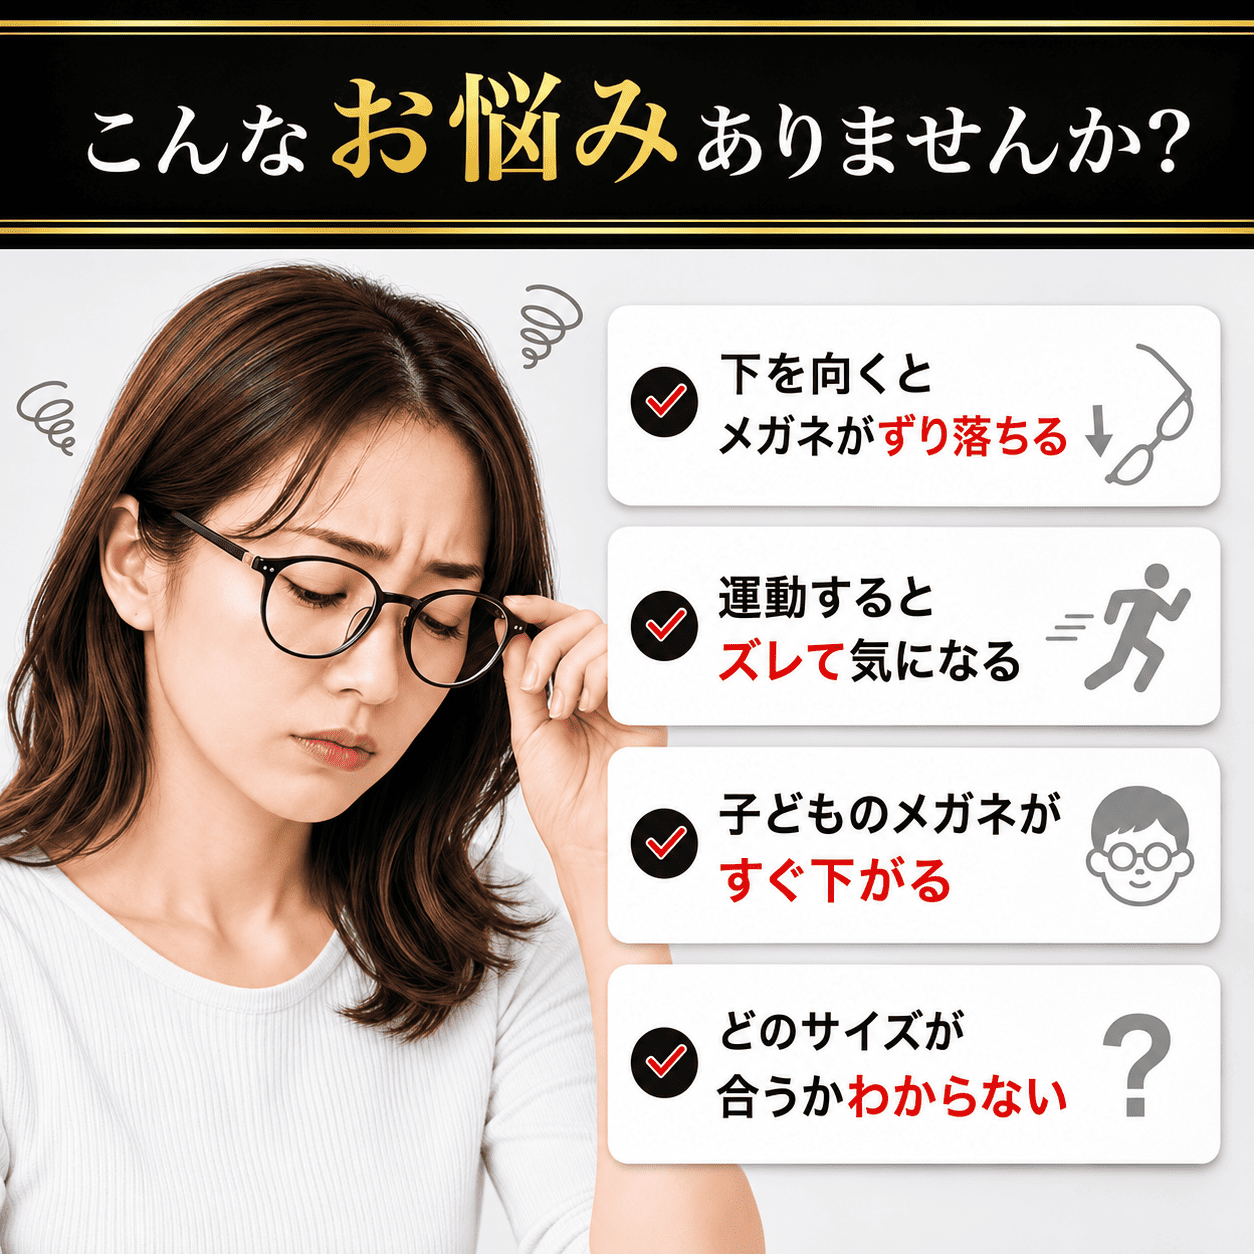 こんなお悩みありませんか?
下を向くと
メガネがずり落ちる
運動すると
ズレて気になる
子どものメガネが
すぐ下がる
どのサイズが
合うかわからない
?